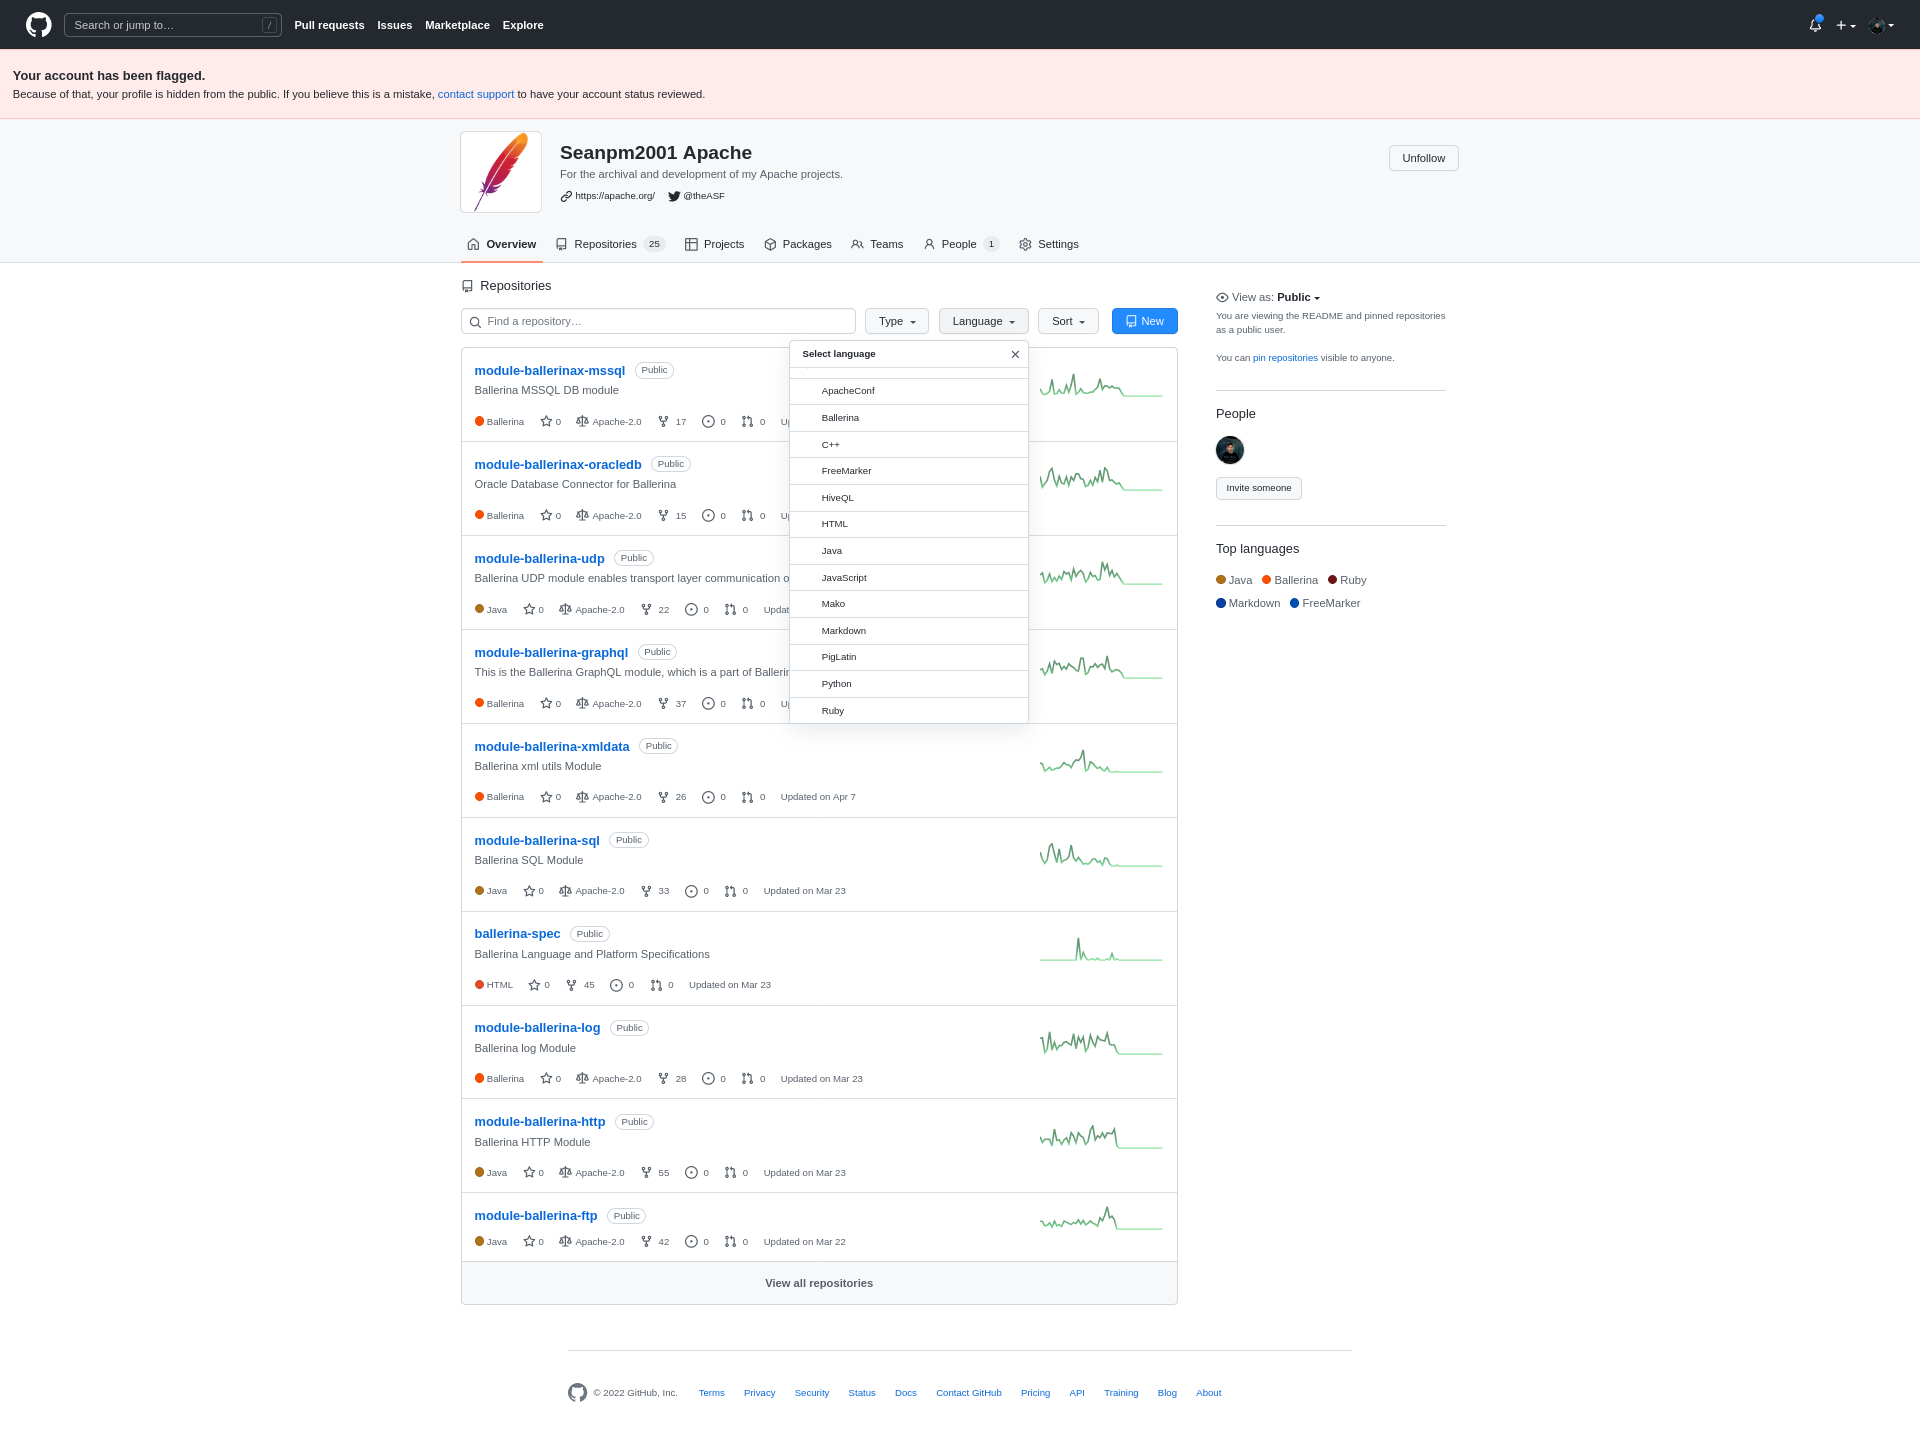 Search or jump to… /
Pull requests Issues Marketplace Explore
Your account has been flagged.
Because of that, your profile is hidden from the public. If you believe this is a mistake, contact support to have your account status reviewed.
Seanpm2001 Apache
For the archival and development of my Apache projects.
https://apache.org/ @theASF
Unfollow
Overview Repositories 25 Projects Packages Teams People 1 Settings
Repositories
Find a repository…
Type Language Sort New
Select language
ApacheConf
Ballerina
C++
FreeMarker
HiveQL
HTML
Java
JavaScript
Mako
Markdown
PigLatin
Python
Ruby
module-ballerinax-mssql Public
Ballerina MSSQL DB module
Ballerina 0 Apache-2.0 17 0 0
module-ballerinax-oracledb Public
Oracle Database Connector for Ballerina
Ballerina 0 Apache-2.0 15 0 0
module-ballerina-udp Public
Ballerina UDP module enables transport layer communication
Java 0 Apache-2.0 22 0 0
module-ballerina-graphql Public
This is the Ballerina GraphQL module, which is a part of
Ballerina 0 Apache-2.0 37 0 0
module-ballerina-xmldata Public
Ballerina xml utils Module
Ballerina 0 Apache-2.0 26 0 0 Updated on Apr 7
module-ballerina-sql Public
Ballerina SQL Module
Java 0 Apache-2.0 33 0 0 Updated on Mar 23
ballerina-spec Public
Ballerina Language and Platform Specifications
HTML 0 45 0 0 Updated on Mar 23
module-ballerina-log Public
Ballerina log Module
Ballerina 0 Apache-2.0 28 0 0 Updated on Mar 23
module-ballerina-http Public
Ballerina HTTP Module
Java 0 Apache-2.0 55 0 0 Updated on Mar 23
module-ballerina-ftp Public
Java 0 Apache-2.0 42 0 0 Updated on Mar 22
View all repositories
View as: Public
You are viewing the README and pinned repositories
as a public user.
You can pin repositories visible to anyone.
People
Invite someone
Top languages
Java Ballerina Ruby
Markdown FreeMarker
© 2022 GitHub, Inc. Terms Privacy Security Status Docs Contact GitHub Pricing API Training Blog About